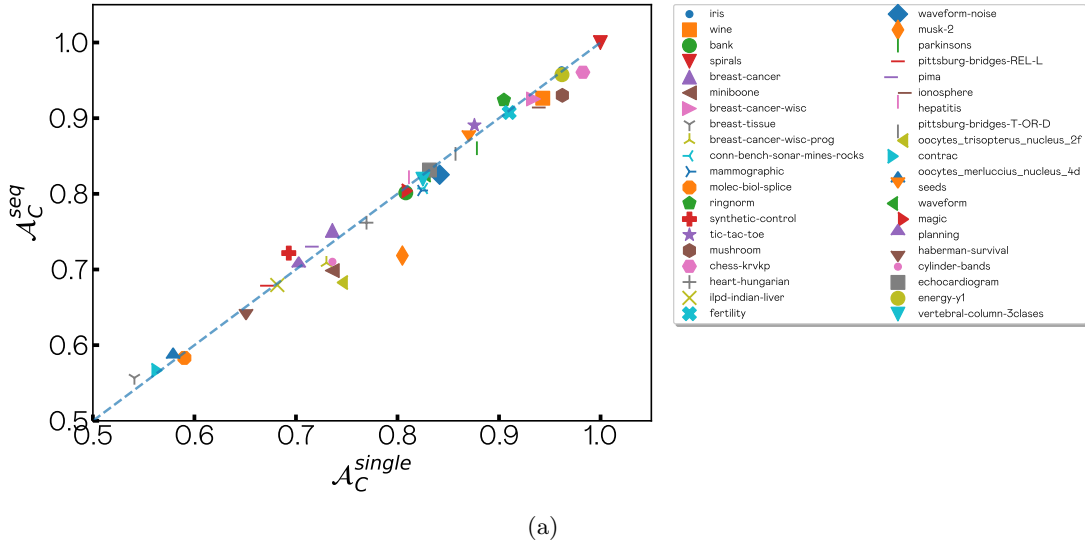 1.0
0.9
0.8
0.7
0.6
0.5
0.5 0.6 0.7 0.8 0.9 1.0
A_C^{seq}
A_C^{single}
iris
wine
bank
spirals
breast-cancer
miniboone
breast-cancer-wisc
breast-tissue
breast-cancer-wisc-prog
conn-bench-sonar-mines-rocks
mammographic
molec-biol-splice
ringnorm
synthetic-control
tic-tac-toe
mushroom
chess-krvkp
heart-hungarian
ilpd-indian-liver
fertility
waveform-noise
musk-2
parkinsons
pittsburg-bridges-REL-L
pima
ionosphere
hepatitis
pittsburg-bridges-T-OR-D
oocytes_trisopterus_nucleus_2f
contrac
oocytes_merluccius_nucleus_4d
seeds
waveform
magic
planning
haberman-survival
cylinder-bands
echocardiogram
energy-y1
vertebral-column-3clases
(a)